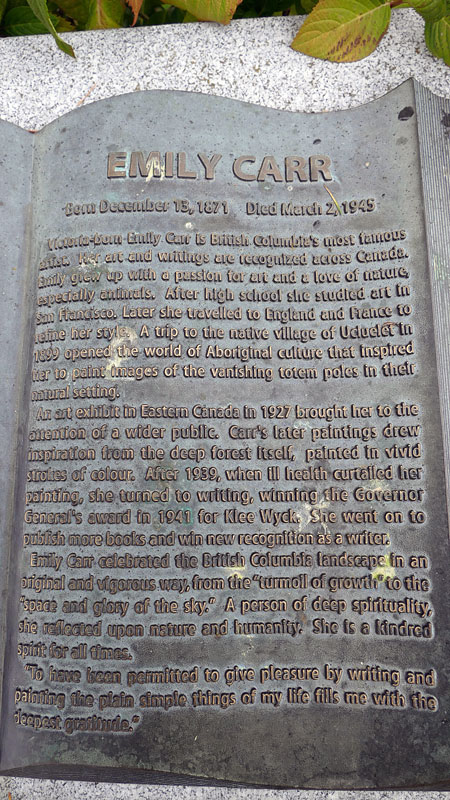 EMILY CARR
Born December 13, 1871 Died March 2, 1945
Victoria-born Emily Carr is British Columbia's most famous
artist. Her art and writings are recognized across Canada.
Emily grew up with a passion for art and a love of nature,
especially animals. After high school she studied art in
San Francisco. Later she travelled to England and France to
refine her style. A trip to the native village of Ucluelet in
1899 opened the world of Aboriginal culture that inspired
her to paint images of the vanishing totem poles in their
natural setting.
An art exhibit in Eastern Canada in 1927 brought her to the
attention of a wider public. Carr's later paintings drew
inspiration from the deep forest itself, painted in vivid
strokes of colour. After 1939, when ill health curtailed her
painting, she turned to writing, winning the Governor
General's award in 1941 for Klee Wyck. She went on to
publish more books and win new recognition as a writer.
Emily Carr celebrated the British Columbia landscape in an
original and vigorous way, from the "turmoil of growth" to the
"space and glory of the sky." A person of deep spirituality,
she reflected upon nature and humanity. She is a kindred
spirit for all times.
"To have been permitted to give pleasure by writing and
painting the plain simple things of my life fills me with the
deepest gratitude."